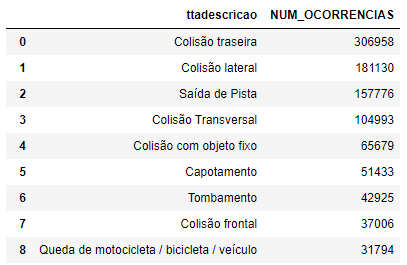 ttadescricao NUM_OCORRENCIAS
0 Colisão traseira 306958
1 Colisão lateral 181130
2 Saída de Pista 157776
3 Colisão Transversal 104993
4 Colisão com objeto fixo 65679
5 Capotamento 51433
6 Tombamento 42925
7 Colisão frontal 37006
8 Queda de motocicleta / bicicleta / veículo 31794